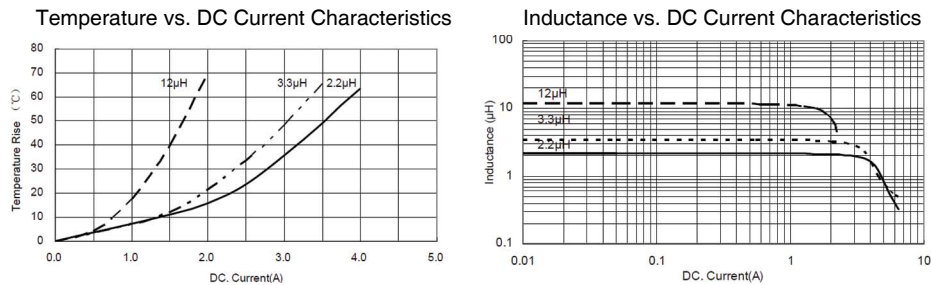 Temperature vs. DC Current Characteristics
80
70
60
50
40
30
20
10
0
Temperature Rise (℃)
12μH
3.3μH
2.2μH
0.0 1.0 2.0 3.0 4.0 5.0
DC. Current(A)
Inductance vs. DC Current Characteristics
100
10
1
0.1
Inductance (μH)
12μH
3.3μH
2.2μH
0.01 0.1 1 10
DC. Current(A)